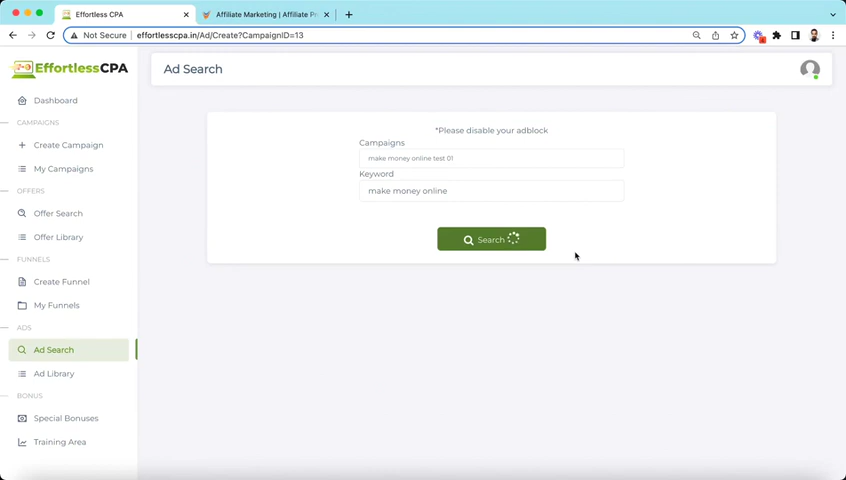 Effortless CPA
Affiliate Marketing | Affiliate Pr
Not Secure | effortlesscpa.in/Ad/Create?CampaignID=13
EffortlessCPA
Ad Search
Dashboard
CAMPAIGNS
Create Campaign
My Campaigns
OFFERS
Offer Search
Offer Library
FUNNELS
Create Funnel
My Funnels
ADS
Ad Search
Ad Library
BONUS
Special Bonuses
Training Area
*Please disable your adblock
Campaigns
make money online test 01
Keyword
make money online
Search